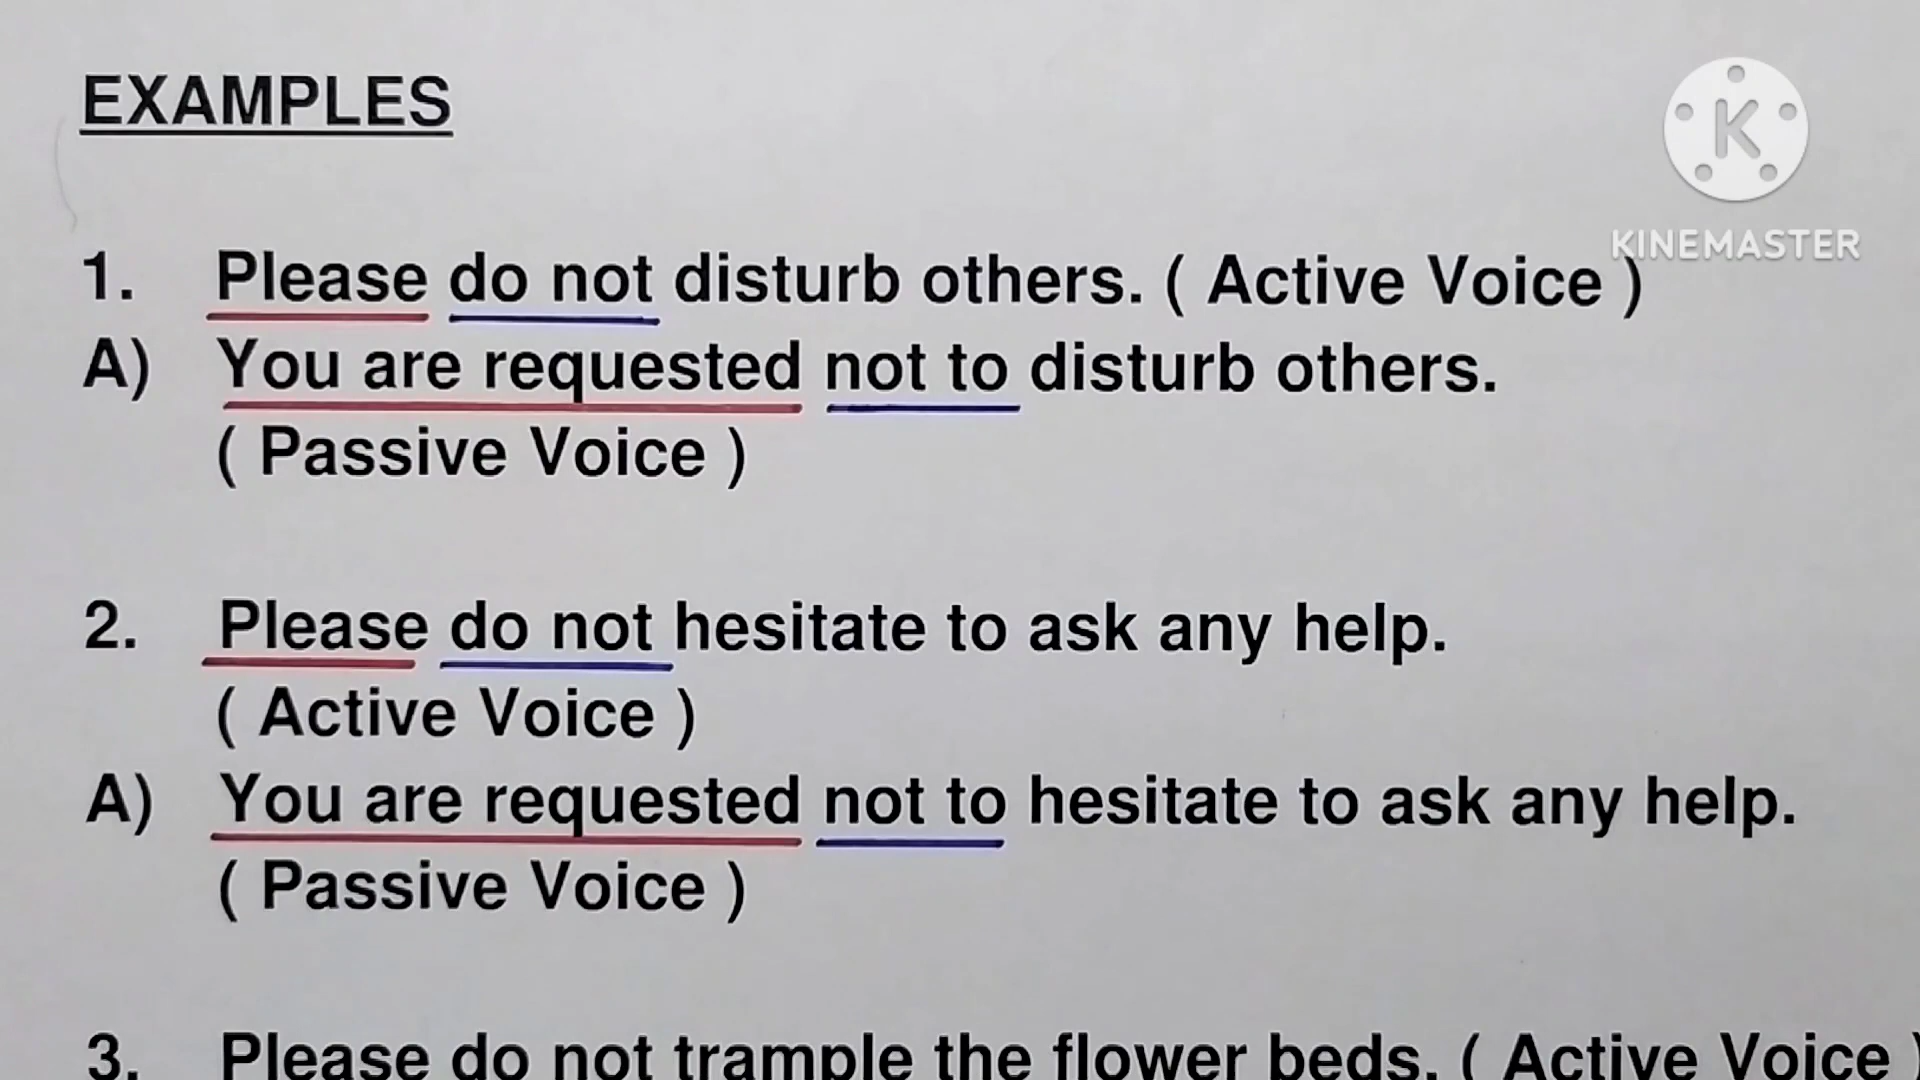 EXAMPLES
K
KINEMASTER
1. Please do not disturb others. ( Active Voice )
A) You are requested not to disturb others.
( Passive Voice )
2. Please do not hesitate to ask any help.
( Active Voice )
A) You are requested not to hesitate to ask any help.
( Passive Voice )
3. Please do not trample the flower beds. ( Active Voice )